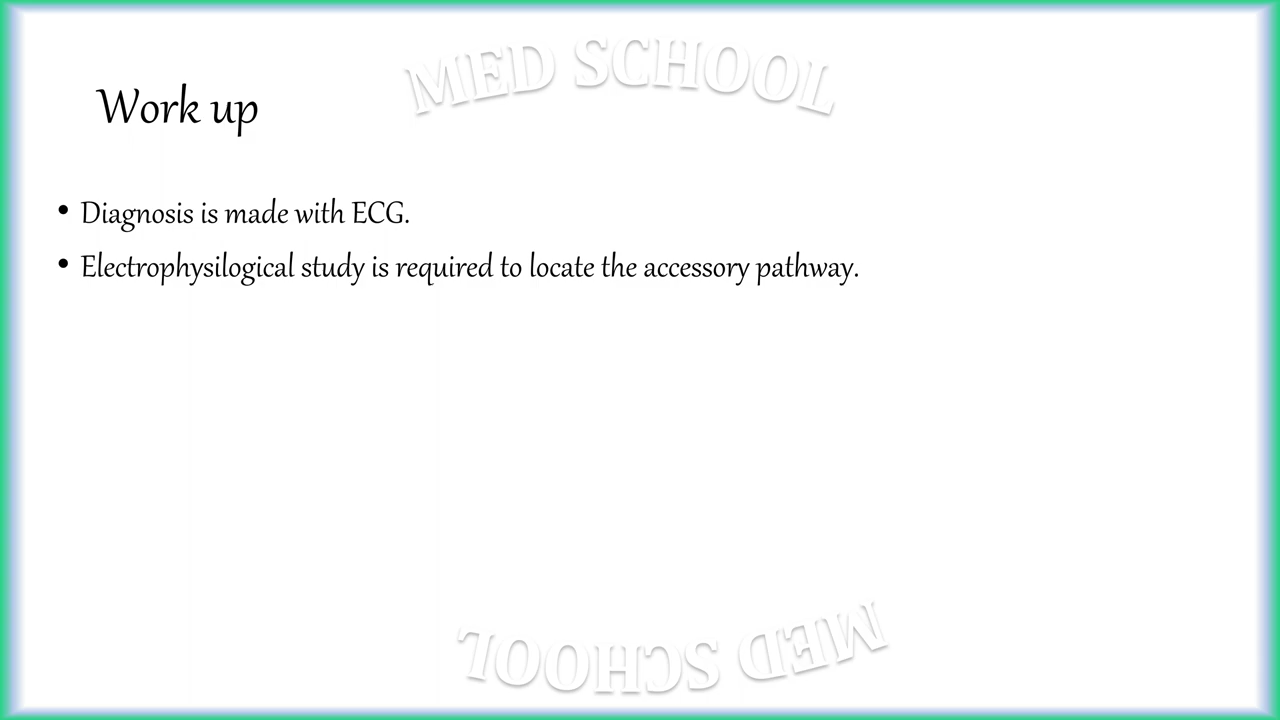 MED SCHOOL
Work up
• Diagnosis is made with ECG.
• Electrophysilogical study is required to locate the accessory pathway.
MED SCHOOL